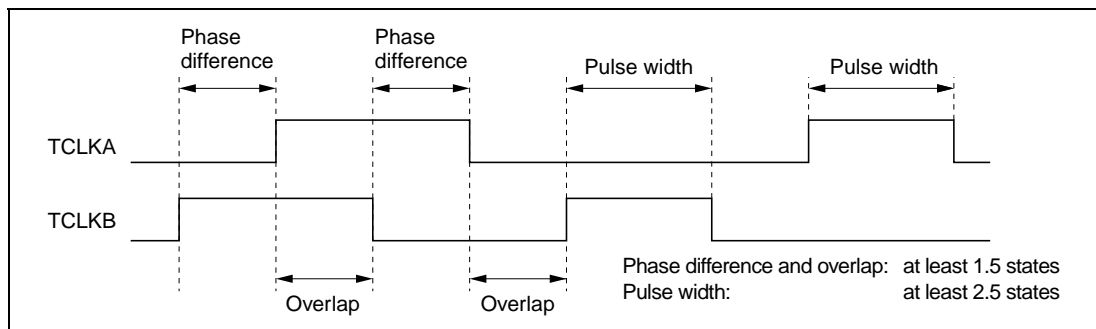 Phase
difference
Phase
difference
Pulse width
Pulse width
TCLKA
TCLKB
Overlap
Overlap
Phase difference and overlap: at least 1.5 states
Pulse width: at least 2.5 states